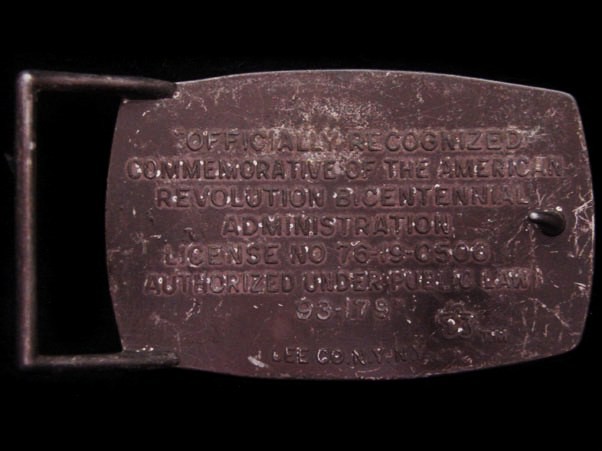 "OFFICIALLY RECOGNIZED
COMMEMORATIVE OF THE AMERICAN
REVOLUTION BICENTENNIAL
ADMINISTRATION
LICENSE NO 76-19-0508
AUTHORIZED UNDER PUBLIC LAW
93-179"
LEE CO. N.Y. N.Y.